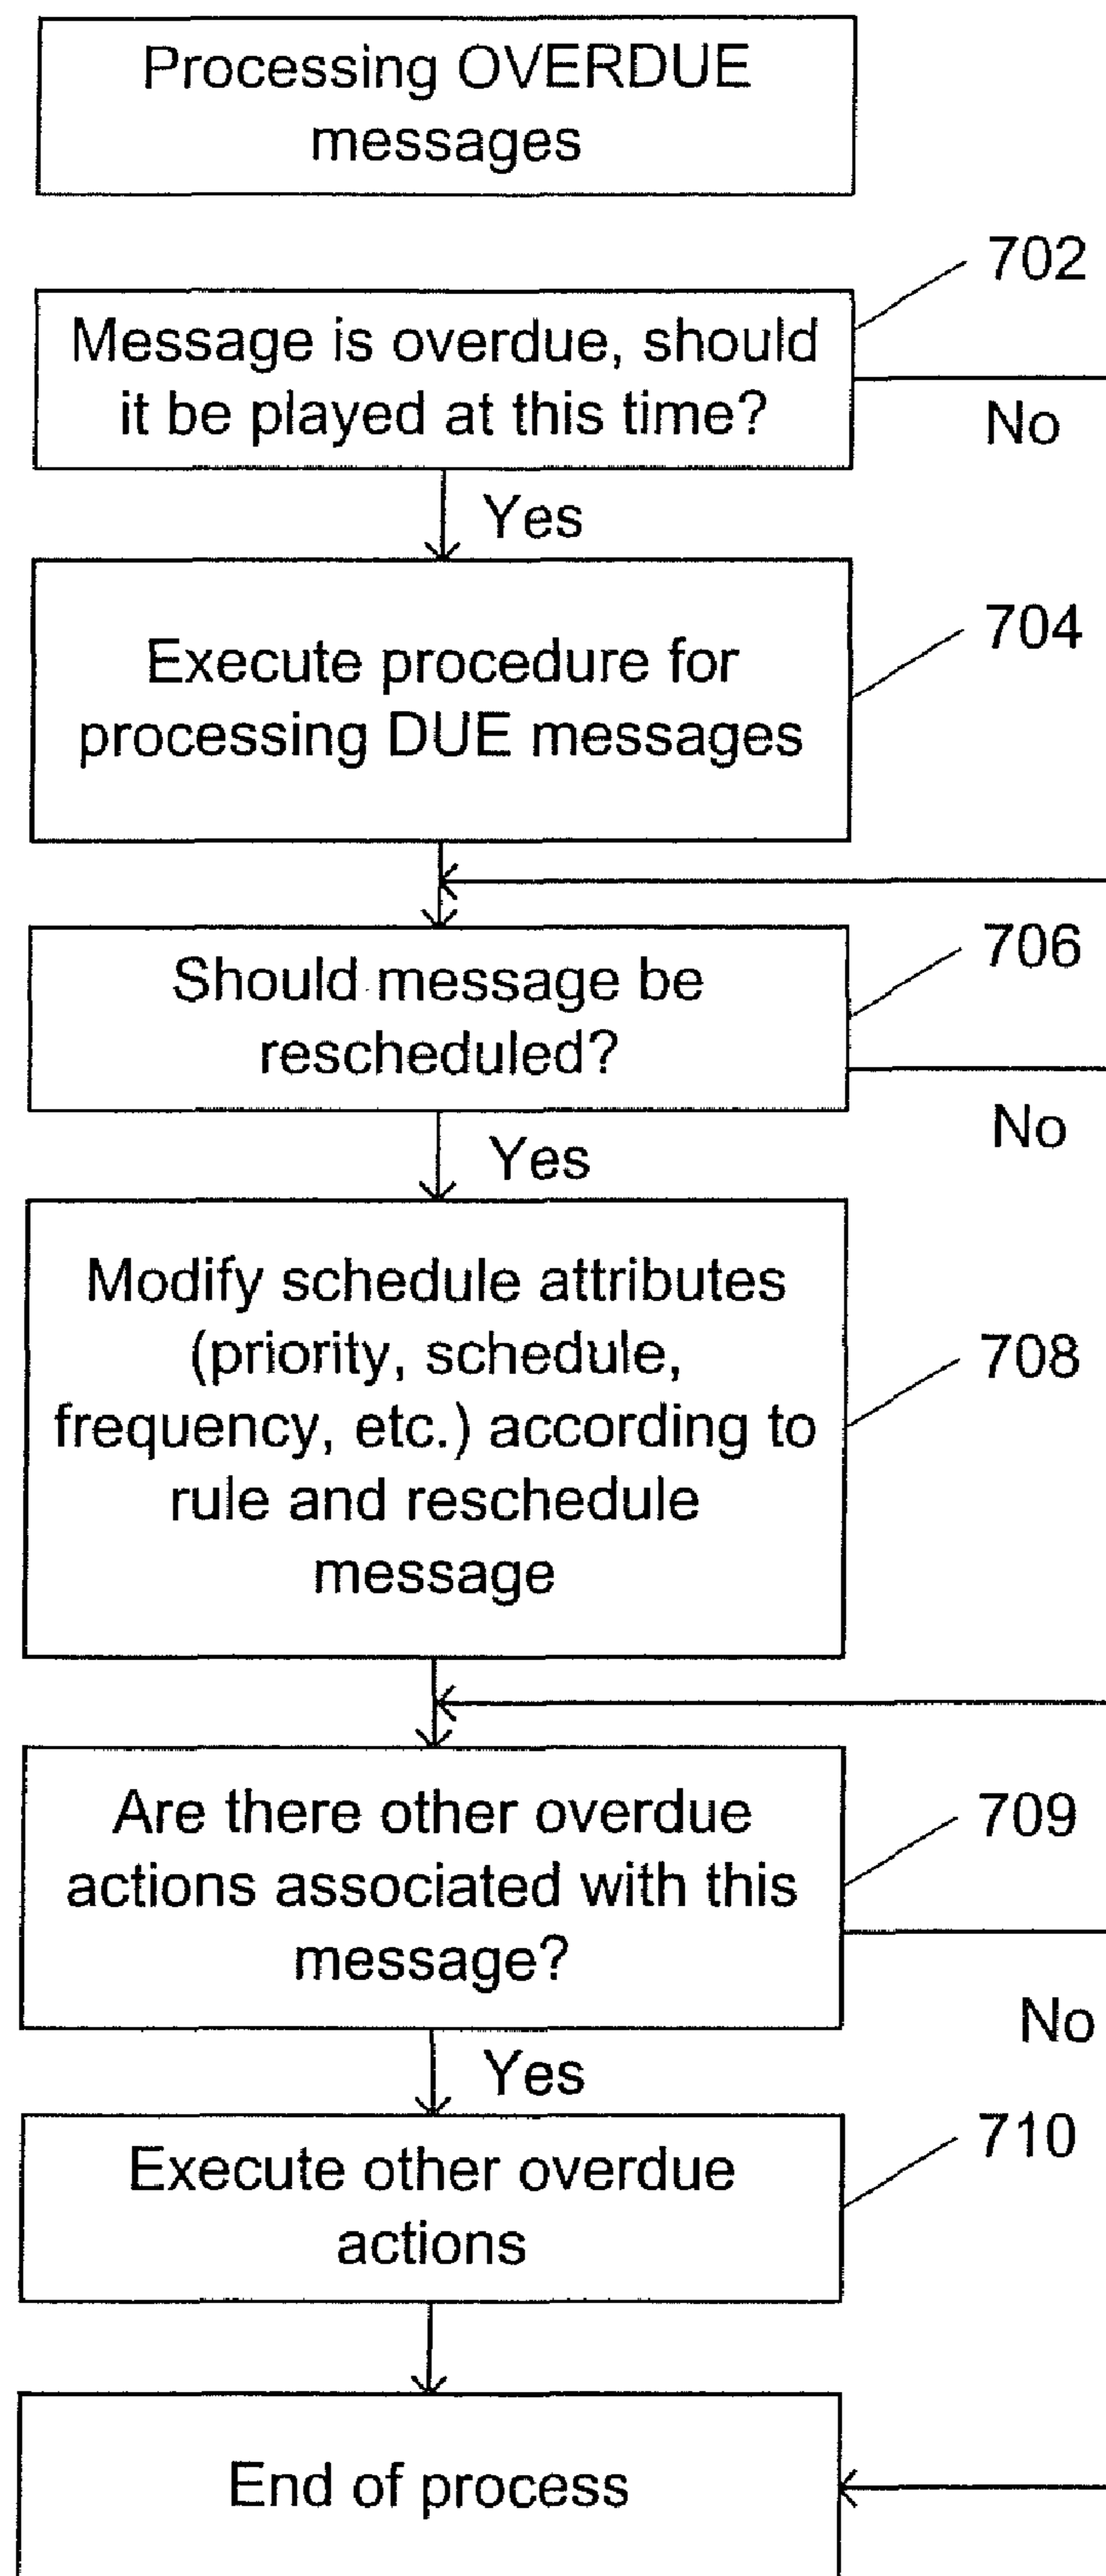 Processing OVERDUE
messages
702
Message is overdue, should
it be played at this time?
No
Yes
704
Execute procedure for
processing DUE messages
706
Should message be
rescheduled?
No
Yes
Modify schedule attributes
(priority, schedule,
frequency, etc.) according to
rule and reschedule
message
708
Are there other overdue
actions associated with this
message?
709
No
Yes
710
Execute other overdue
actions
End of process